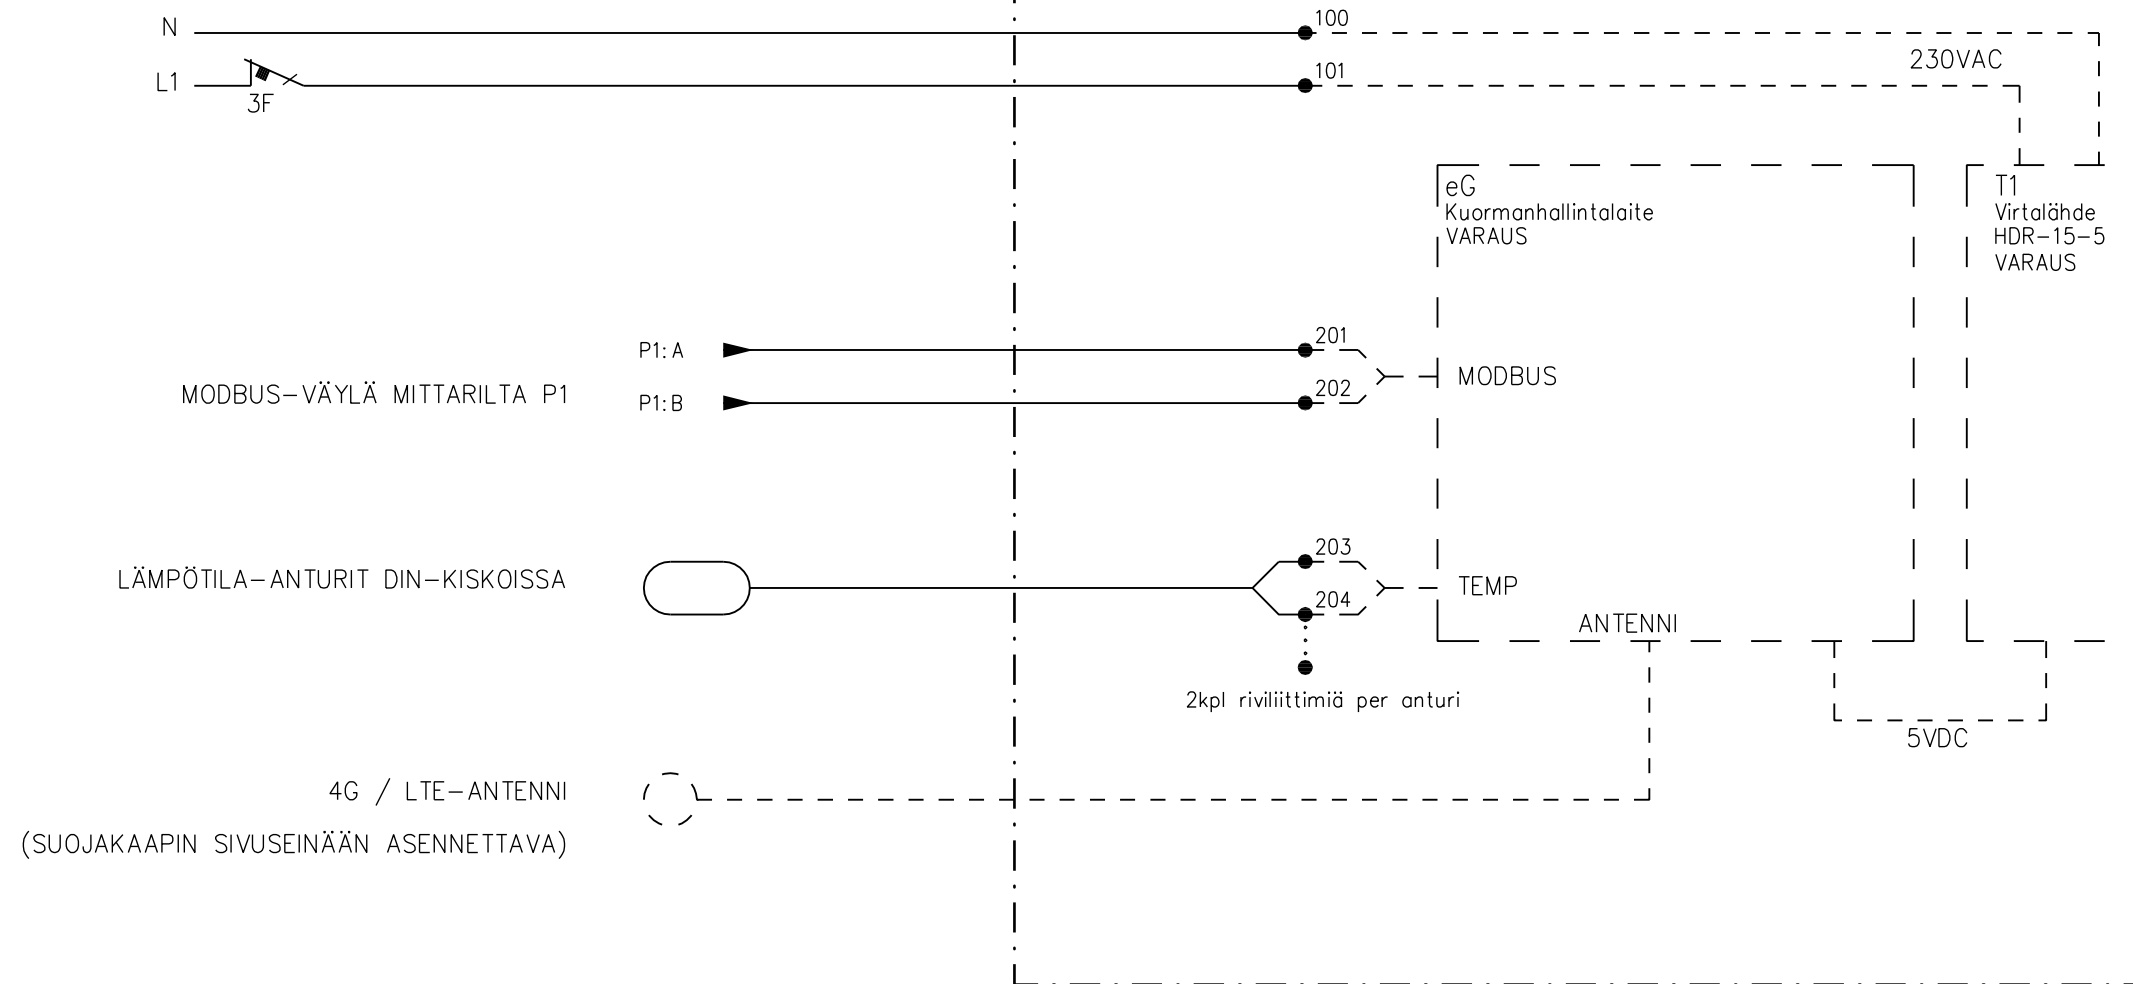 N
100
230VAC
L1
101
3F
eG
Kuormanhallintalaite
VARAUS
T1
Virtalähde
HDR-15-5
VARAUS
MODBUS-VÄYLÄ MITTARILTA P1
P1:A
201
P1:B
202
MODBUS
LÄMPÖTILA-ANTURIT DIN-KISKOISSA
203
204
TEMP
ANTENNI
2kpl riviliittimiä per anturi
5VDC
4G / LTE-ANTENNI
(SUOJAKAAPIN SIVUSEINÄÄN ASENNETTAVA)